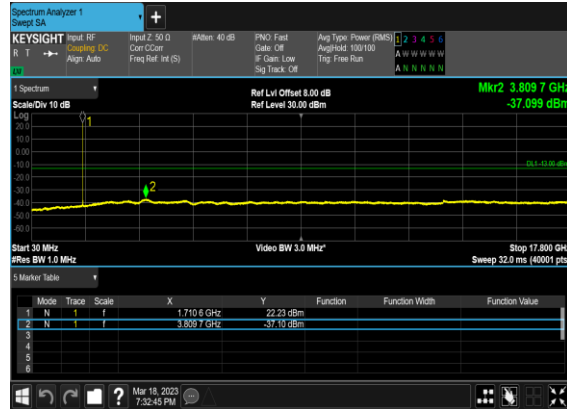 Spectrum Analyzer 1
Swept SA
+
KEYSIGHT Input: RF Input Z: 50 Ω #Atten: 40 dB PNO: Fast Avg Type: Power (RMS) 1 2 3 4 5 6
R T Coupling: DC Corr CCorr Gate: Off Avg|Hold: 100/100 A W W W W W
Align: Auto Freq Ref: Int (S) IF Gain: Low Trig: Free Run
Sig Track: Off A N N N N N
1 Spectrum
Ref Lvl Offset 8.00 dB Mkr2 3.809 7 GHz
Scale/Div 10 dB Ref Level 30.00 dBm -37.099 dBm
Log
1
20.0
10.0
0.00
-10.0
DL1 -13.00 dBm
-20.0
2
-30.0
-40.0
-50.0
-60.0
Start 30 MHz Video BW 3.0 MHz* Stop 17.800 GHz
#Res BW 1.0 MHz Sweep 32.0 ms (40001 pts)
5 Marker Table
Mode Trace Scale X Y Function Function Width Function Value
1 N 1 f 1.710 6 GHz 22.23 dBm
2 N 1 f 3.809 7 GHz -37.10 dBm
3
4
5
6
? Mar 18, 2023
7:32:45 PM